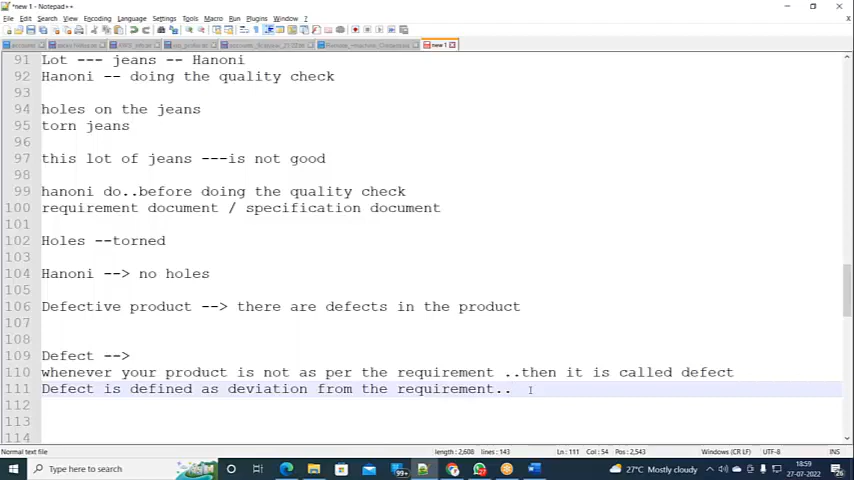 *new 1 - Notepad++
File Edit Search View Encoding Language Settings Tools Macro Run Plugins Window ?
new 1
91 Lot --- jeans -- Hanoni
92 Hanoni -- doing the quality check
93
94 holes on the jeans
95 torn jeans
96
97 this lot of jeans ---is not good
98
99 hanoni do..before doing the quality check
100 requirement document / specification document
101
102 Holes --torned
103
104 Hanoni --> no holes
105
106 Defective product --> there are defects in the product
107
108
109 Defect -->
110 whenever your product is not as per the requirement ..then it is called defect
111 Defect is defined as deviation from the requirement..
112
113
114
Normal text file length : 2,608 lines : 143 Ln : 111 Col : 54 Pos : 2,543 Windows (CR LF) UTF-8 INS
Type here to search 99+ 27°C Mostly cloudy 18:59
27-07-2022